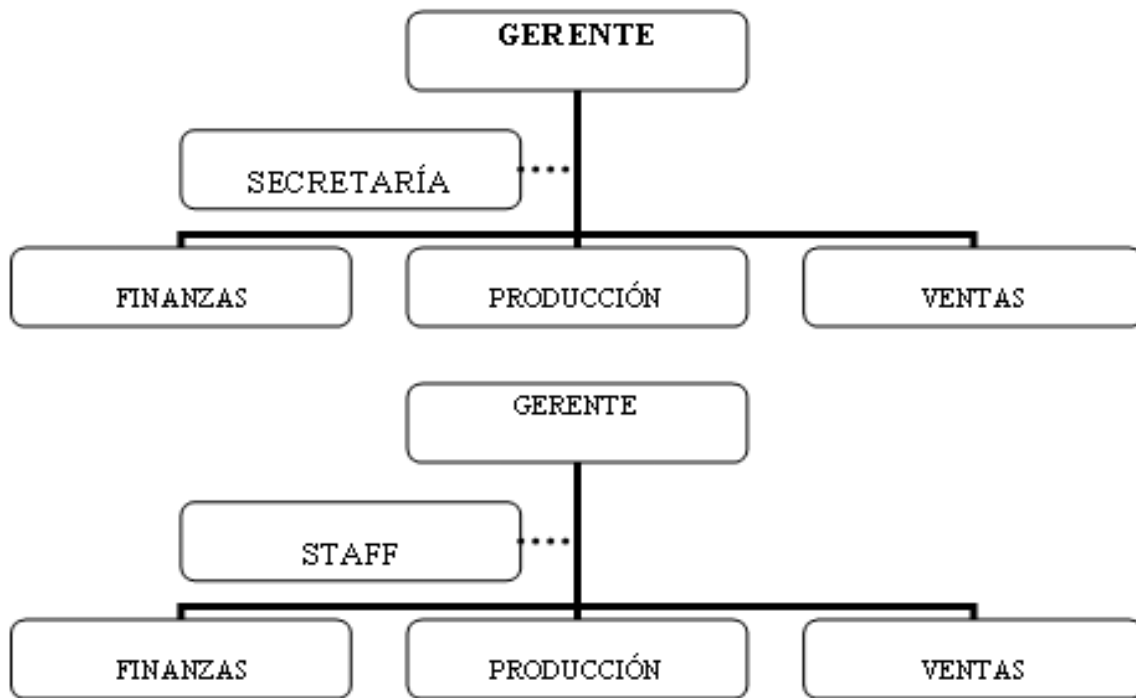 GERENTE
SECRETARÍA
FINANZAS
PRODUCCIÓN
VENTAS
GERENTE
STAFF
FINANZAS
PRODUCCIÓN
VENTAS